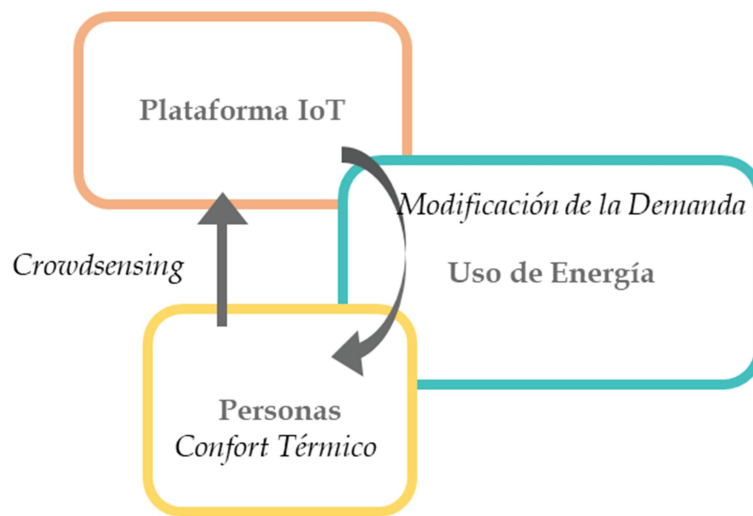 Plataforma IoT
Modificación de la Demanda
Crowdsensing
Uso de Energía
Personas
Confort Térmico